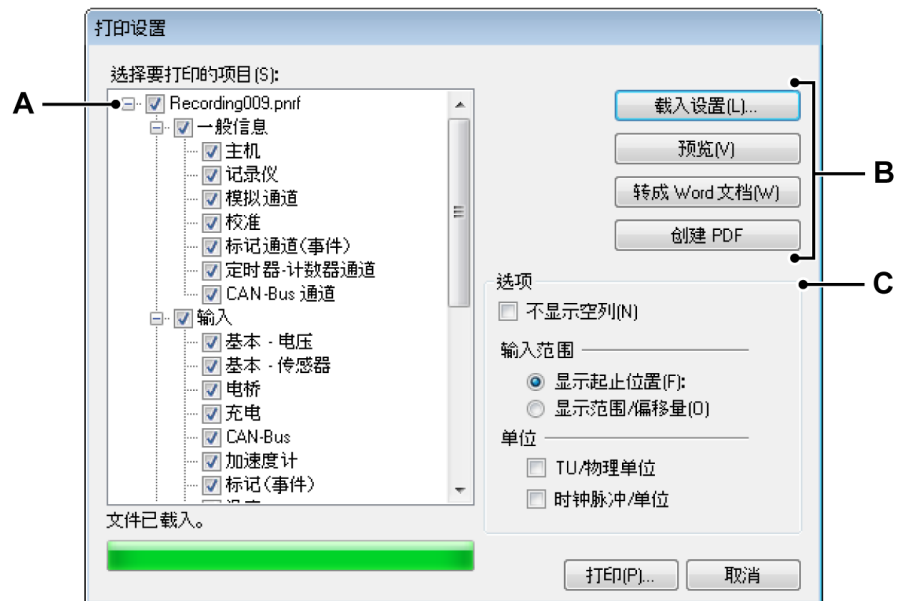 打印设置
选择要打印的项目(S):
A
Recording009.pnrf
一般信息
主机
记录仪
模拟通道
校准
标记通道(事件)
定时器-计数器通道
CAN-Bus 通道
输入
基本 - 电压
基本 - 传感器
电桥
充电
CAN-Bus
加速度计
标记(事件)
文件已载入。
载入设置(L)...
预览(V)
转成 Word 文档(W)
创建 PDF
B
选项
C
不显示空列(N)
输入范围
显示起止位置(F):
显示范围/偏移量(O)
单位
TU/物理单位
时钟脉冲/单位
打印(P)...
取消